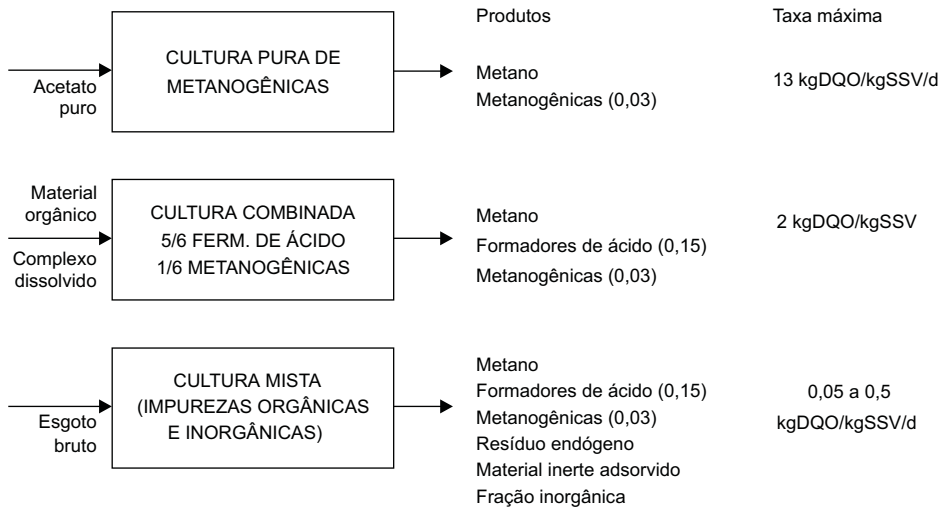 Produtos
Taxa máxima
Acetato
puro
CULTURA PURA DE
METANOGÊNICAS
Metano
Metanogênicas (0,03)
13 kgDQO/kgSSV/d
Material
orgânico
Complexo
dissolvido
CULTURA COMBINADA
5/6 FERM. DE ÁCIDO
1/6 METANOGÊNICAS
Metano
Formadores de ácido (0,15)
Metanogênicas (0,03)
2 kgDQO/kgSSV
Esgoto
bruto
CULTURA MISTA
(IMPUREZAS ORGÂNICAS
E INORGÂNICAS)
Metano
Formadores de ácido (0,15)
Metanogênicas (0,03)
Resíduo endógeno
Material inerte adsorvido
Fração inorgânica
0,05 a 0,5
kgDQO/kgSSV/d